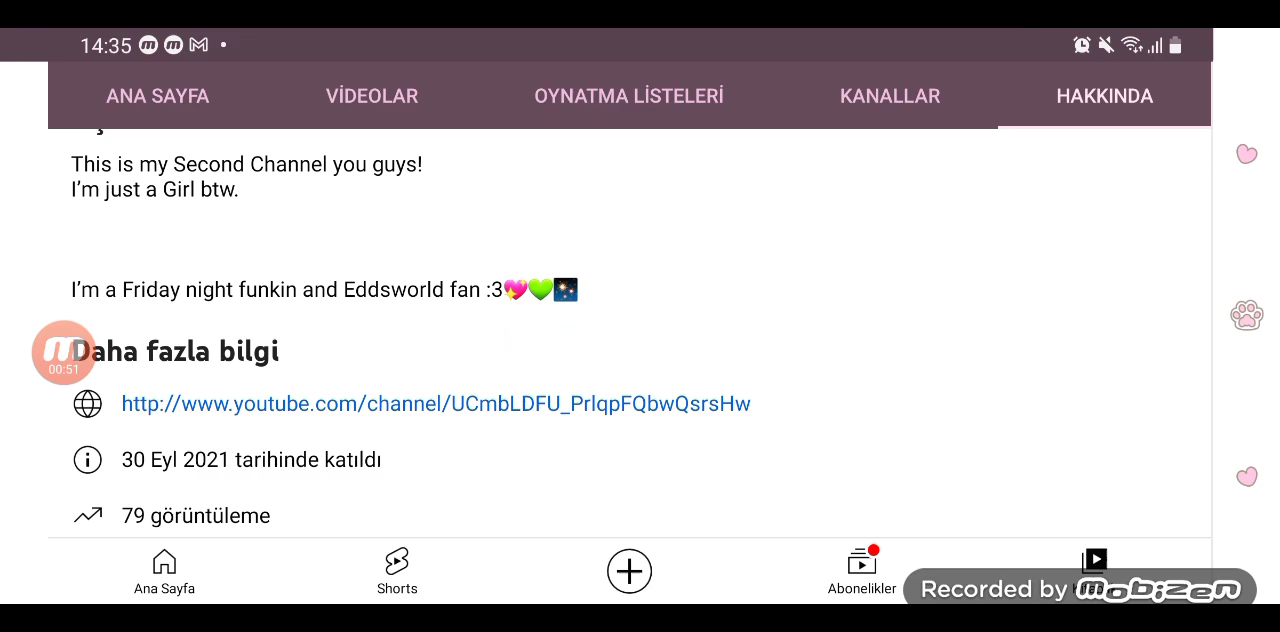 14:35
ANA SAYFA VİDEOLAR OYNATMA LİSTELERİ KANALLAR HAKKINDA
This is my Second Channel you guys!
I'm just a Girl btw.
I'm a Friday night funkin and Eddsworld fan :3💖💚🎇
Daha fazla bilgi
00:51
http://www.youtube.com/channel/UCmbLDFU_PrlqpFQbwQsrsHw
30 Eyl 2021 tarihinde katıldı
79 görüntüleme
Ana Sayfa Shorts Abonelikler
Recorded by mobizen